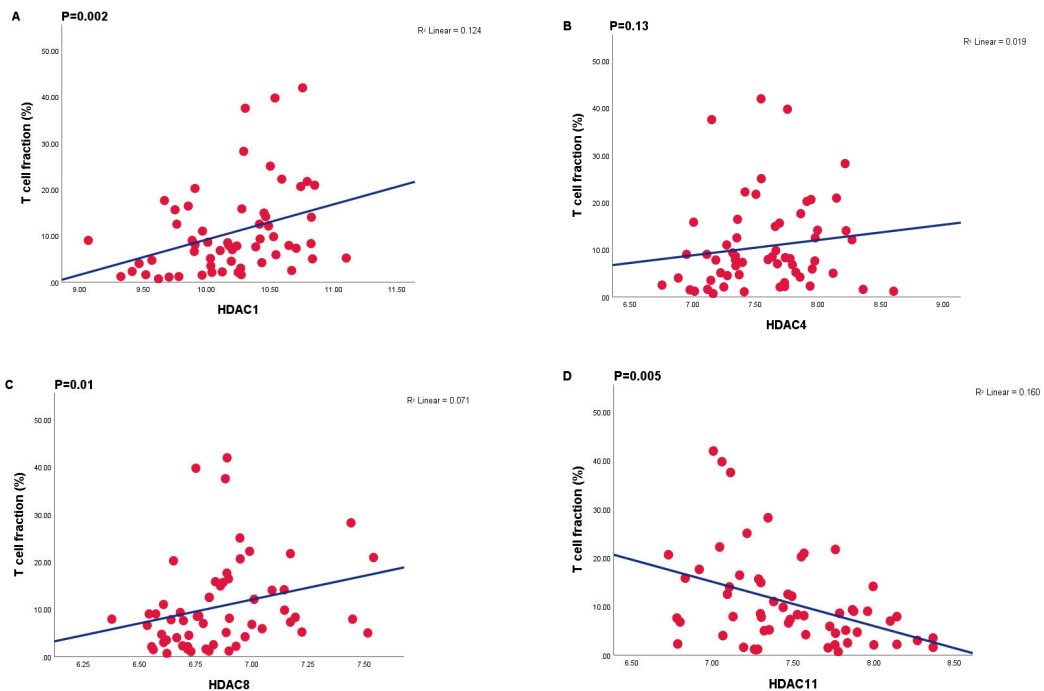 A
P=0.002
R² Linear = 0.124
T cell fraction (%)
50.00
40.00
30.00
20.00
10.00
.00
9.00 9.50 10.00 10.50 11.00 11.50
HDAC1
B
P=0.13
R² Linear = 0.019
T cell fraction (%)
50.00
40.00
30.00
20.00
10.00
.00
6.50 7.00 7.50 8.00 8.50 9.00
HDAC4
C
P=0.01
R² Linear = 0.071
T cell fraction (%)
50.00
40.00
30.00
20.00
10.00
.00
6.25 6.50 6.75 7.00 7.25 7.50
HDAC8
D
P=0.005
R² Linear = 0.160
T cell fraction (%)
50.00
40.00
30.00
20.00
10.00
.00
6.50 7.00 7.50 8.00 8.50
HDAC11